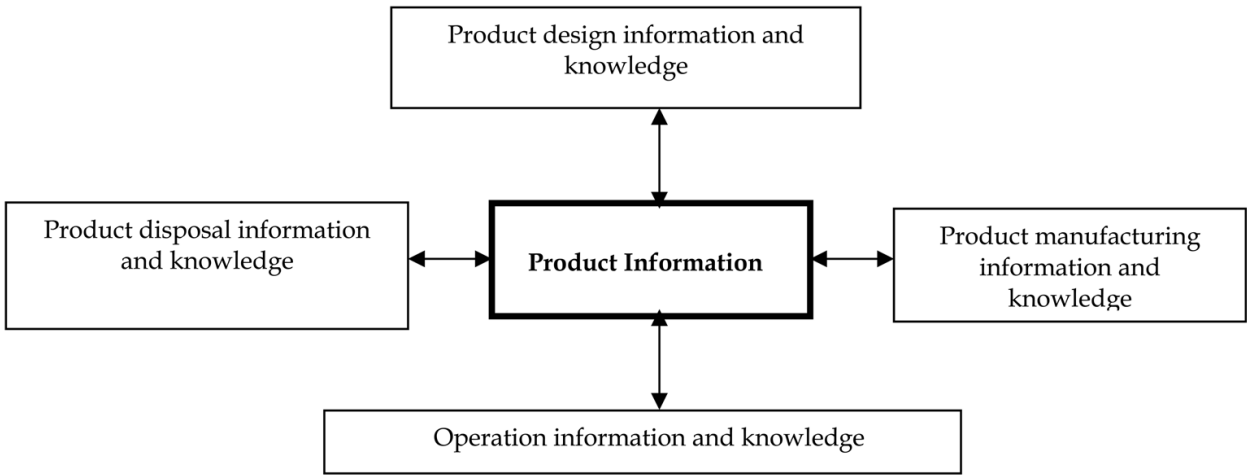 Product design information and
knowledge
Product disposal information
and knowledge
Product Information
Product manufacturing
information and
knowledge
Operation information and knowledge